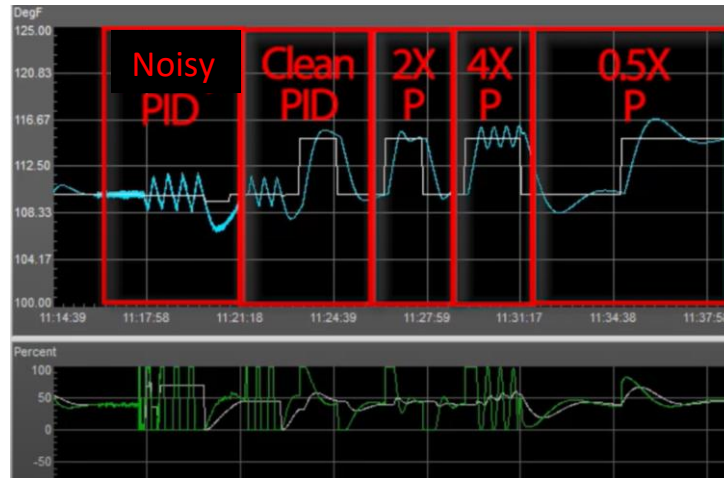 DegF
125.00
Noisy
PID
Clean
PID
2X
P
4X
P
0.5X
P
120.83
116.67
112.50
108.33
104.17
100.00
11:14:39 11:17:58 11:21:18 11:24:39 11:27:59 11:31:17 11:34:38
Percent
100
50
0
-50